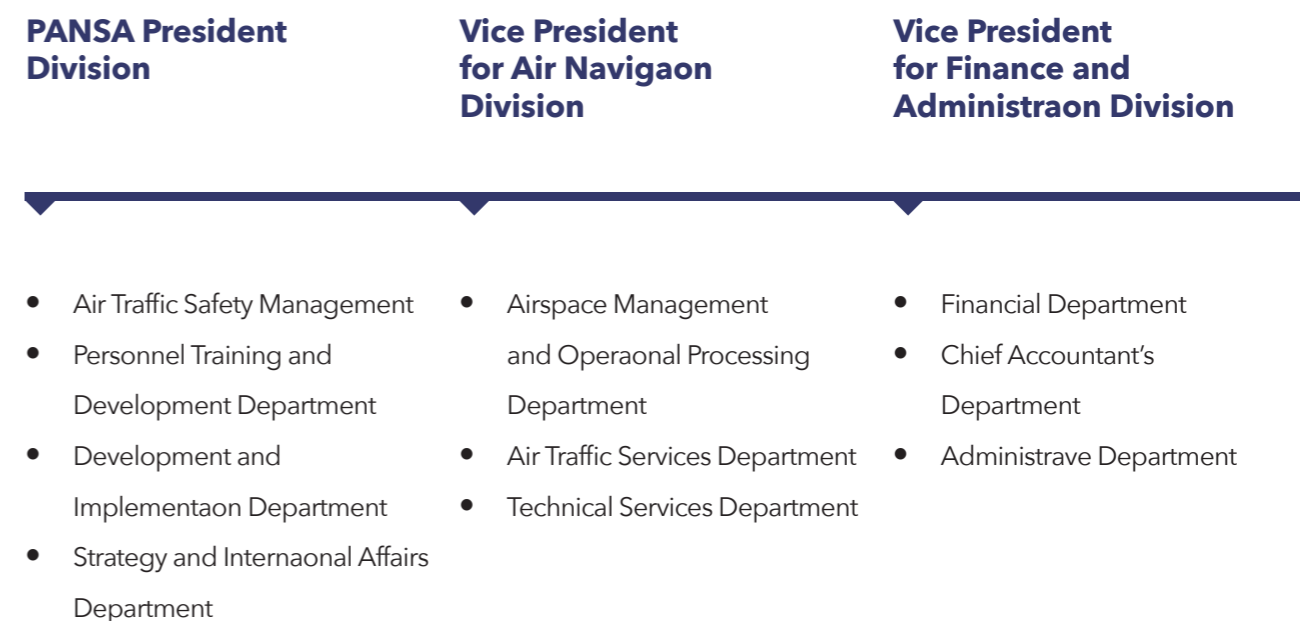 PANSA President
Division
Vice President
for Air Navigaon
Division
Vice President
for Finance and
Administraon Division
• Air Traffic Safety Management
• Personnel Training and
Development Department
• Development and
Implementaon Department
• Strategy and Internaonal Affairs
Department
• Airspace Management
and Operaonal Processing
Department
• Air Traffic Services Department
• Technical Services Department
• Financial Department
• Chief Accountant’s
Department
• Administrave Department